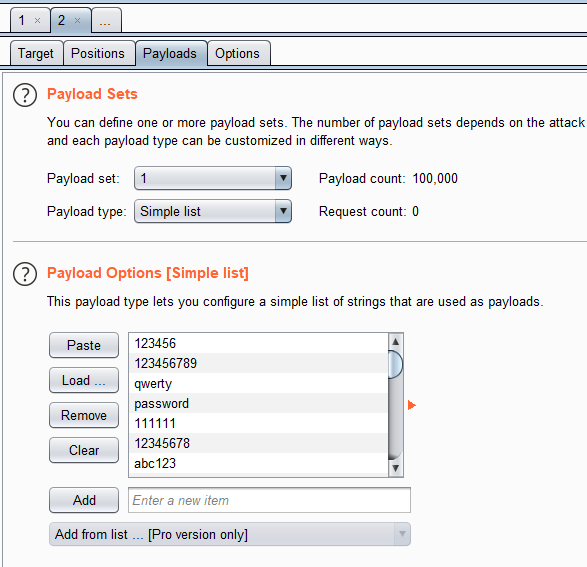 1 × 2 × ...
Target Positions Payloads Options
? Payload Sets
You can define one or more payload sets. The number of payload sets depends on the attack
and each payload type can be customized in different ways.
Payload set: 1 Payload count: 100,000
Payload type: Simple list Request count: 0
? Payload Options [Simple list]
This payload type lets you configure a simple list of strings that are used as payloads.
Paste
Load ...
Remove
Clear
123456
123456789
qwerty
password
111111
12345678
abc123
Add Enter a new item
Add from list ... [Pro version only]